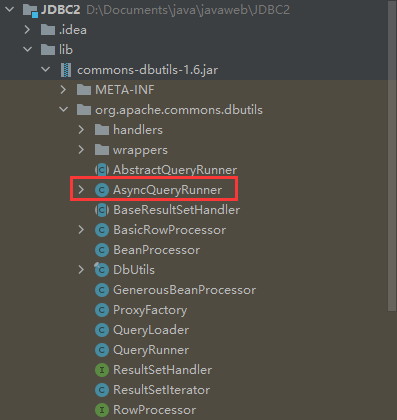 JDBC2 D:\Documents\java\javaweb\JDBC2
.idea
lib
commons-dbutils-1.6.jar
META-INF
org.apache.commons.dbutils
handlers
wrappers
AbstractQueryRunner
AsyncQueryRunner
BaseResultSetHandler
BasicRowProcessor
BeanProcessor
DbUtils
GenerousBeanProcessor
ProxyFactory
QueryLoader
QueryRunner
ResultSetHandler
ResultSetIterator
RowProcessor